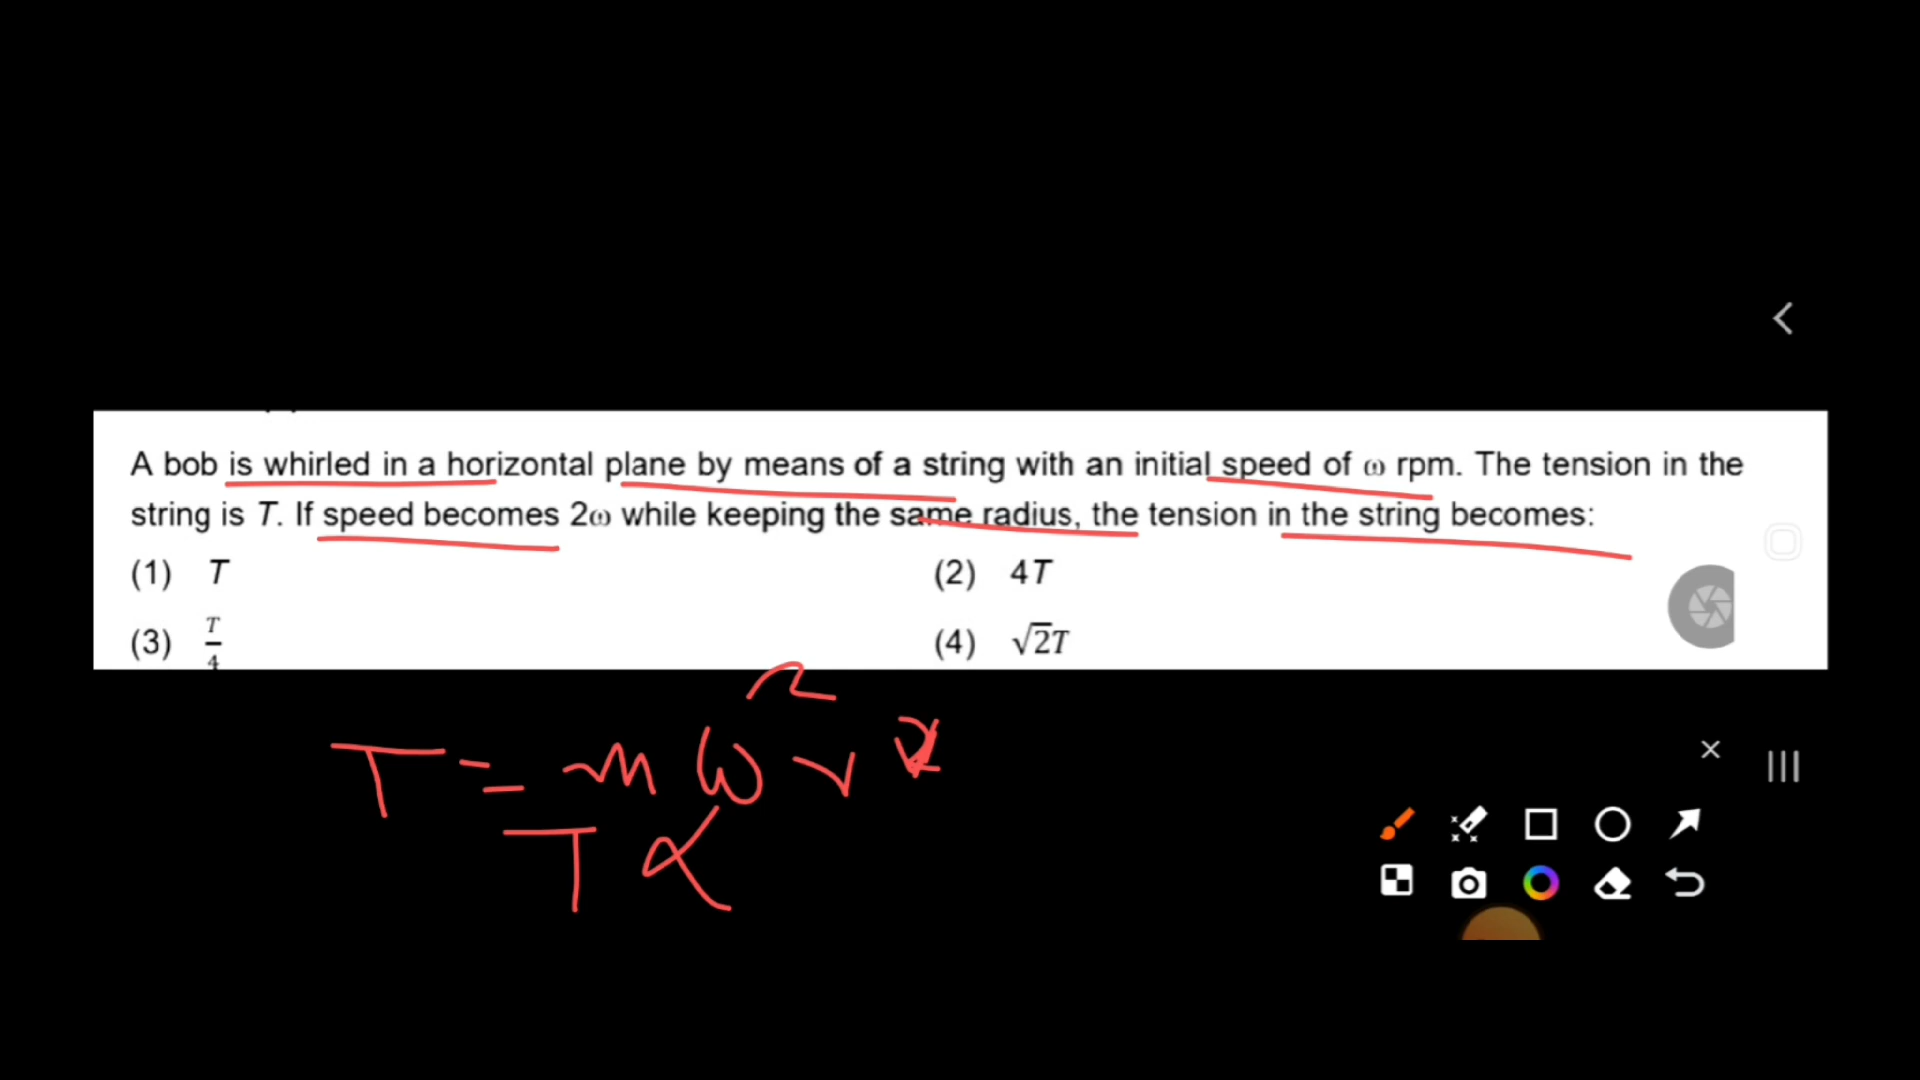 A bob is whirled in a horizontal plane by means of a string with an initial speed of ω rpm. The tension in the
string is T. If speed becomes 2ω while keeping the same radius, the tension in the string becomes:
(1) T (2) 4T
(3) T/4 (4) √2T
T = m ω² r
T ∝